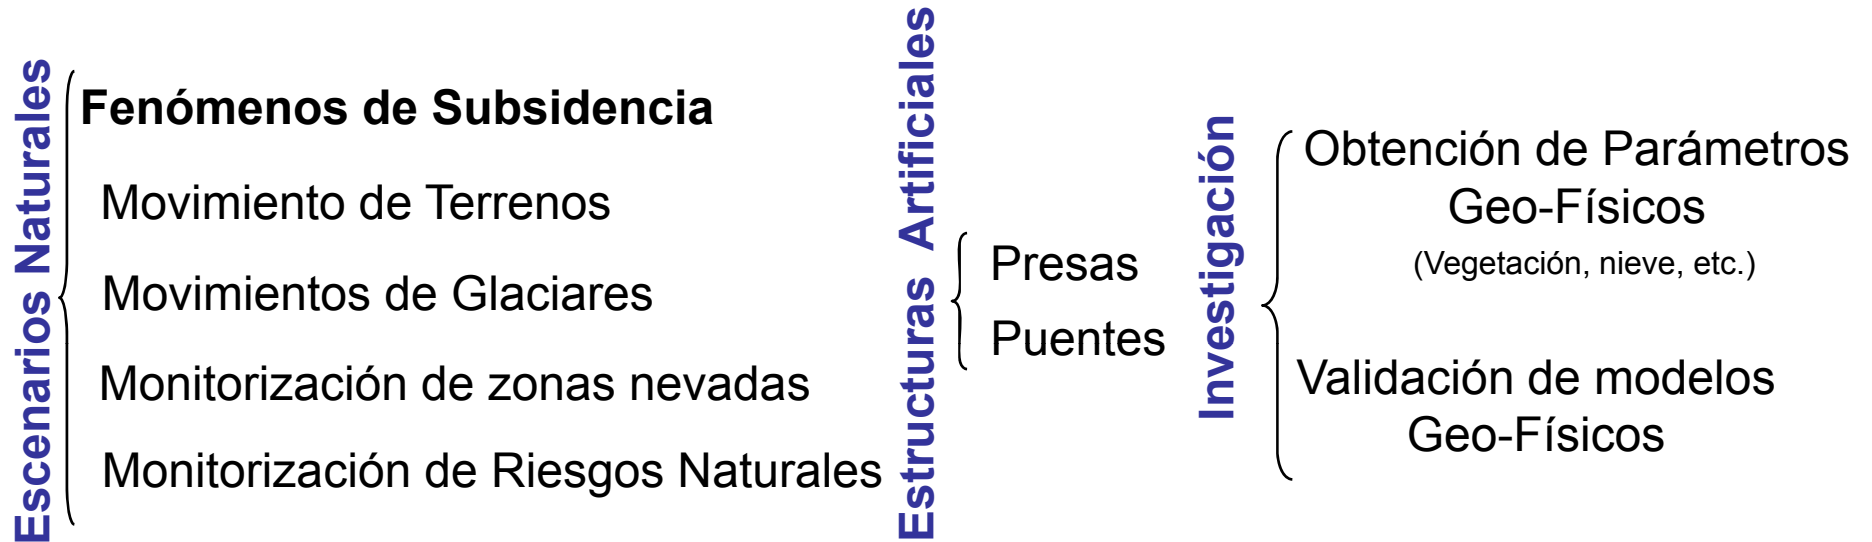 Escenarios Naturales
Fenómenos de Subsidencia
Movimiento de Terrenos
Movimientos de Glaciares
Monitorización de zonas nevadas
Monitorización de Riesgos Naturales
Estructuras Artificiales
Presas
Puentes
Investigación
Obtención de Parámetros
Geo-Físicos
(Vegetación, nieve, etc.)
Validación de modelos
Geo-Físicos